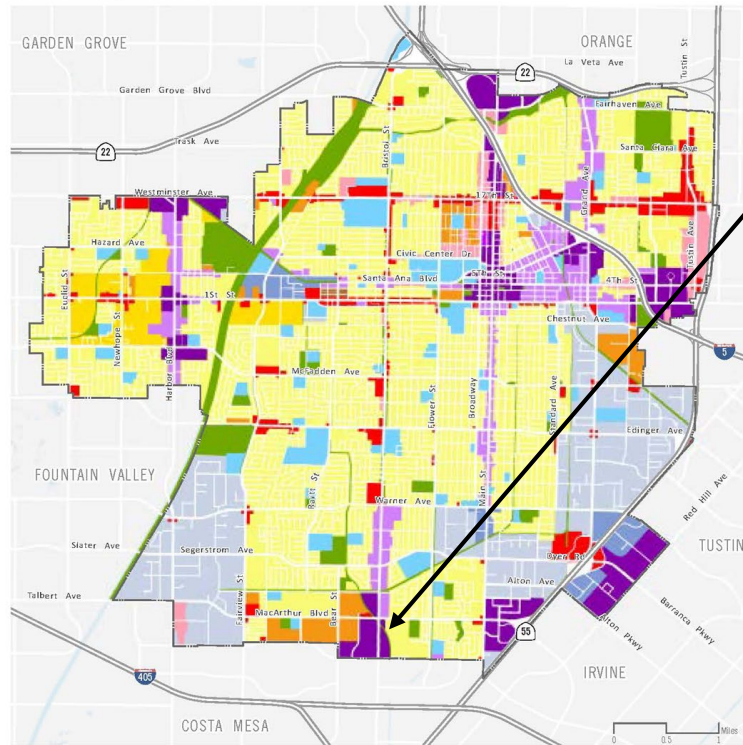 GARDEN GROVE
ORANGE
La Veta Ave
Tustin St
22
Garden Grove Blvd
Fairhaven Ave
Trask Ave
Bristol St
Santa Clara Ave
22
Westminster Ave
17Th St
Grand Ave
Hazard Ave
Civic Center Dr
Tustin Ave
Euclid St
Santa Ana Blvd
5Th St
4Th St
1St St
Newhope St
Chestnut Ave
Harbor Blvd
5
McFadden Ave
Flower St
Broadway
Standard Ave
Edinger Ave
FOUNTAIN VALLEY
Raitt St
Warner Ave
Main St
Red Hill Ave
Slater Ave
Segerstrom Ave
Dyer Rd
TUSTIN
Talbert Ave
Alton Ave
Fairview St
MacArthur Blvd
Bear St
Barranca Pkwy
Alton Pkwy
55
405
IRVINE
COSTA MESA
0 0.5 1 Miles